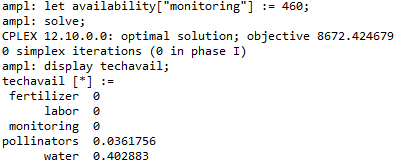 ampl: let availability["monitoring"] := 460;
ampl: solve;
CPLEX 12.10.0.0: optimal solution; objective 8672.424679
0 simplex iterations (0 in phase I)
ampl: display techavail;
techavail [*] :=
 fertilizer  0
      labor  0
 monitoring  0
pollinators  0.0361756
      water  0.402883